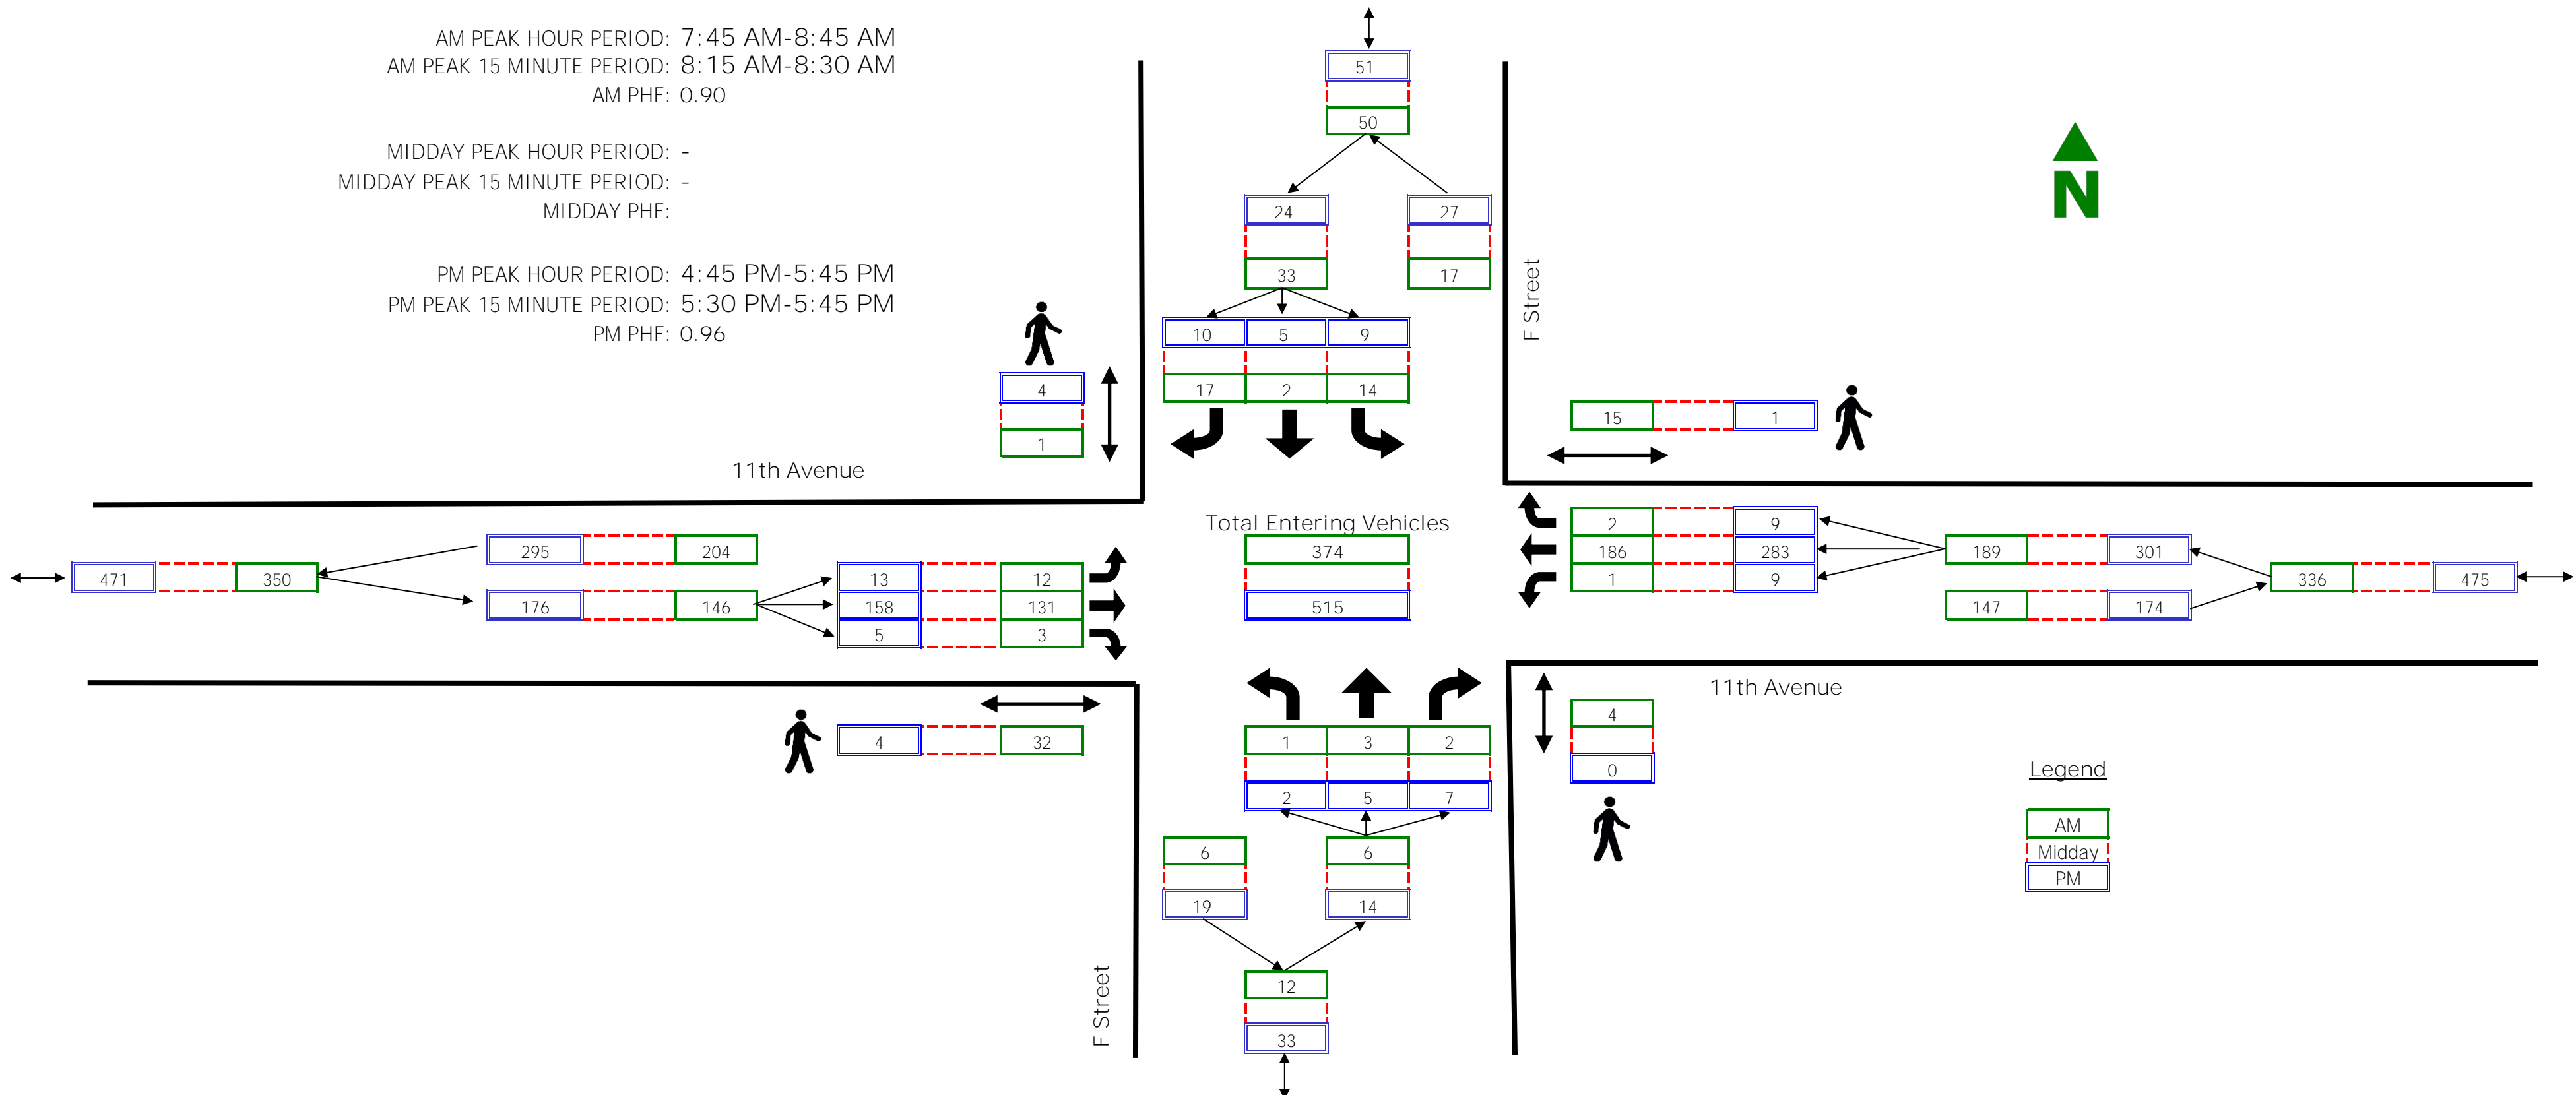 AM PEAK HOUR PERIOD: 7:45 AM-8:45 AM
AM PEAK 15 MINUTE PERIOD: 8:15 AM-8:30 AM
AM PHF: 0.90
MIDDAY PEAK HOUR PERIOD: -
MIDDAY PEAK 15 MINUTE PERIOD: -
MIDDAY PHF:
PM PEAK HOUR PERIOD: 4:45 PM-5:45 PM
PM PEAK 15 MINUTE PERIOD: 5:30 PM-5:45 PM
PM PHF: 0.96
51
50
24 27
33 17
10 5 9
17 2 14
F Street
N
4
1
15 1
11th Avenue
Total Entering Vehicles
374
515
295 204
471 350
176 146
13 12
158 131
5 3
2 9
186 283
1 9
189 301
336 475
147 174
4 32
1 3 2
2 5 7
6 6
19 14
12
33
F Street
11th Avenue
4
0
Legend
AM
Midday
PM